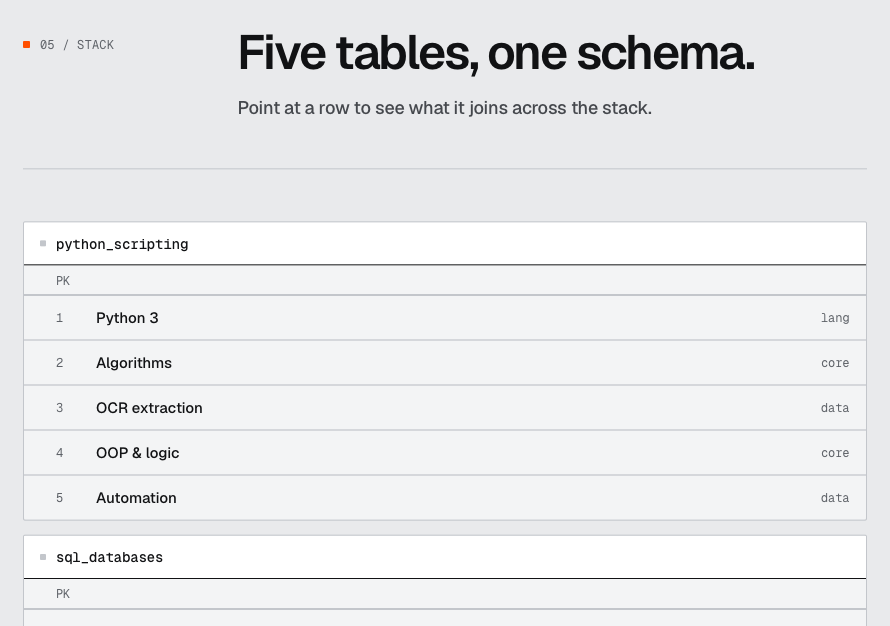 05 / STACK
Five tables, one schema.
Point at a row to see what it joins across the stack.
python_scripting
PK
1 Python 3 lang
2 Algorithms core
3 OCR extraction data
4 OOP & logic core
5 Automation data
sql_databases
PK